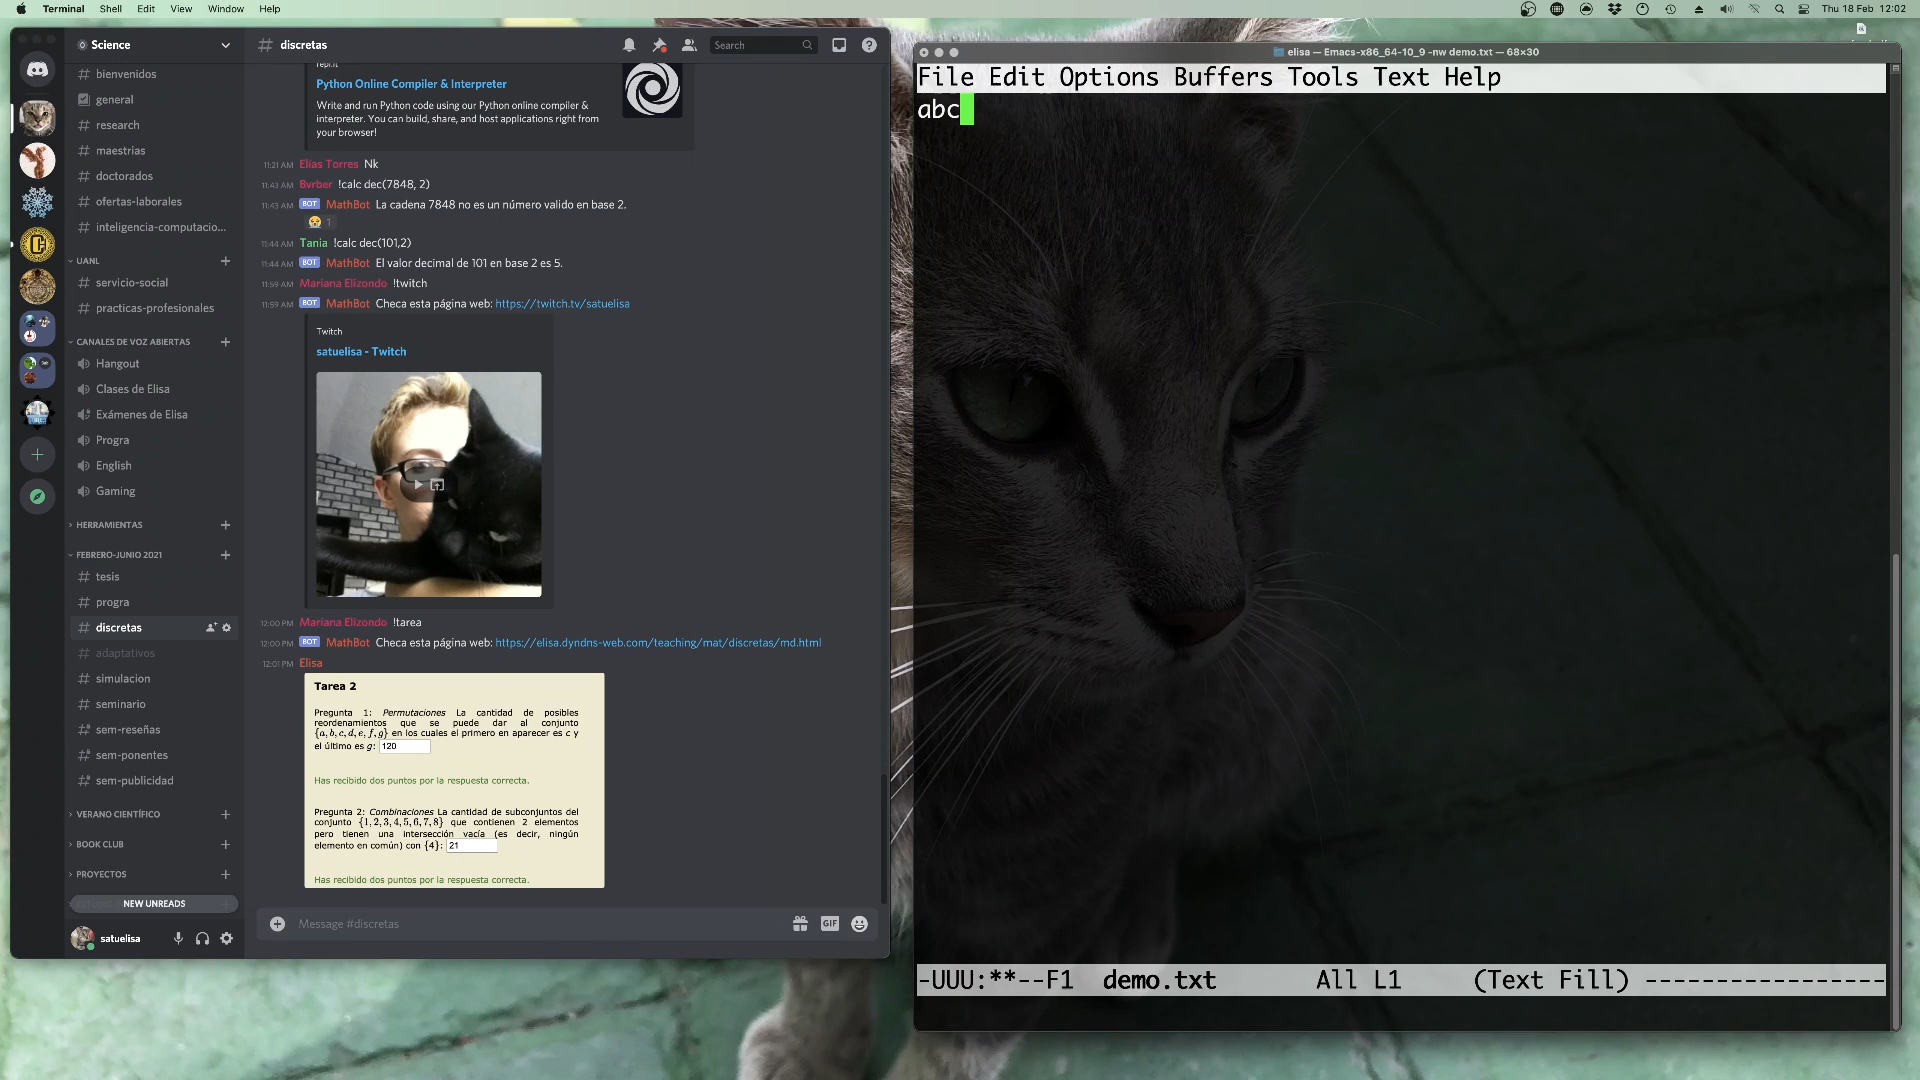 Terminal Shell Edit View Window Help
Thu 18 Feb 12:02
Science
bienvenidos
general
research
maestrias
doctorados
ofertas-laborales
inteligencia-computacio...
UANL
servicio-social
practicas-profesionales
CANALES DE VOZ ABIERTAS
Hangout
Clases de Elisa
Exámenes de Elisa
Progra
English
Gaming
HERRAMIENTAS
FEBRERO-JUNIO 2021
tesis
progra
discretas
adaptativos
simulacion
seminario
sem-reseñas
sem-ponentes
sem-publicidad
VERANO CIENTÍFICO
BOOK CLUB
PROYECTOS
NEW UNREADS
satuelisa
discretas
Search
repl.it
Python Online Compiler & Interpreter
Write and run Python code using our Python online compiler &
interpreter. You can build, share, and host applications right from
your browser!
11:21 AM Elías Torres Nk
11:43 AM Bvrber !calc dec(7848, 2)
11:43 AM BOT MathBot La cadena 7848 no es un número valido en base 2.
1
11:44 AM Tania !calc dec(101,2)
11:44 AM BOT MathBot El valor decimal de 101 en base 2 es 5.
11:59 AM Mariana Elizondo !twitch
11:59 AM BOT MathBot Checa esta página web: https://twitch.tv/satuelisa
Twitch
satuelisa - Twitch
12:00 PM Mariana Elizondo !tarea
12:00 PM BOT MathBot Checa esta página web: https://elisa.dyndns-web.com/teaching/mat/discretas/md.html
12:01 PM Elisa
Tarea 2
Pregunta 1: Permutaciones La cantidad de posibles
reordenamientos que se puede dar al conjunto
{a, b, c, d, e, f, g} en los cuales el primero en aparecer es c y
el último es g: 120
Has recibido dos puntos por la respuesta correcta.
Pregunta 2: Combinaciones La cantidad de subconjuntos del
conjunto {1, 2, 3, 4, 5, 6, 7, 8} que contienen 2 elementos
pero tienen una intersección vacía (es decir, ningún
elemento en común) con {4}: 21
Has recibido dos puntos por la respuesta correcta.
Message #discretas
GIF
elisa — Emacs-x86_64-10_9 -nw demo.txt — 68×30
File Edit Options Buffers Tools Text Help
abc
-UUU:**--F1 demo.txt All L1 (Text Fill) -----------------